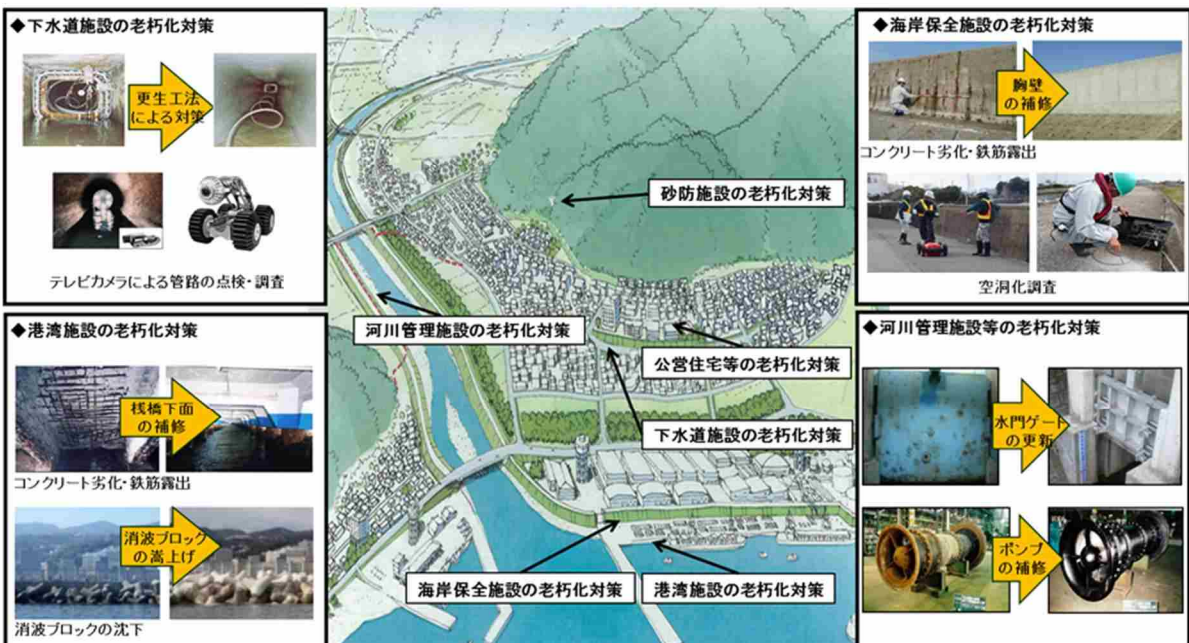 ◆下水道施設の老朽化対策
更生工法
による対策
テレビカメラによる管路の点検・調査
◆港湾施設の老朽化対策
桟橋下面
の補修
コンクリート劣化・鉄筋露出
消波ブロック
の嵩上げ
消波ブロックの沈下
砂防施設の老朽化対策
河川管理施設の老朽化対策
公営住宅等の老朽化対策
下水道施設の老朽化対策
海岸保全施設の老朽化対策
港湾施設の老朽化対策
◆海岸保全施設の老朽化対策
胸壁
の補修
コンクリート劣化・鉄筋露出
空洞化調査
◆河川管理施設等の老朽化対策
水門ゲート
の更新
ポンプ
の補修